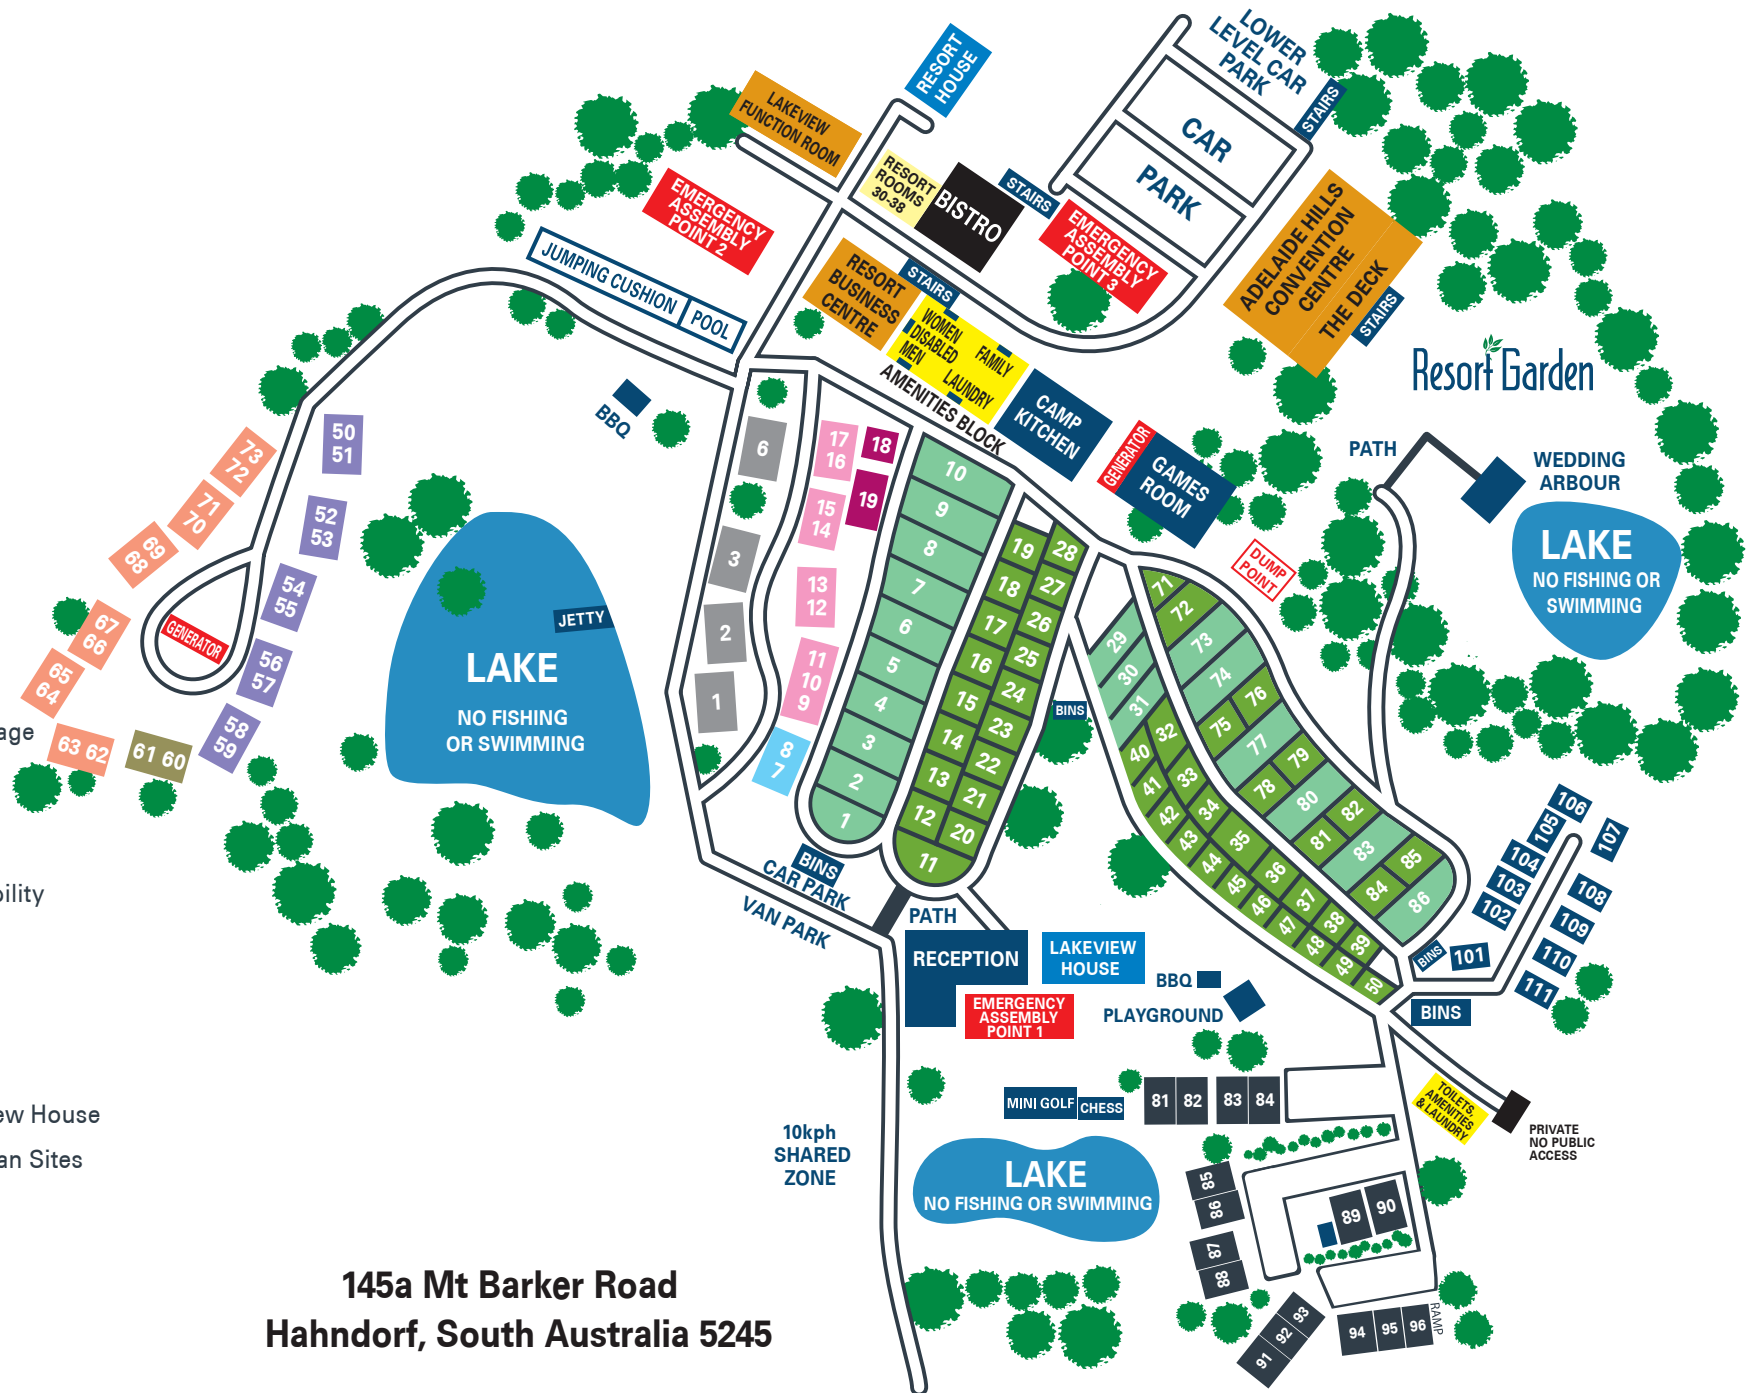 LOWER
LEVEL CAR
PARK
STAIRS
RESORT
HOUSE
CAR
PARK
LAKEVIEW
FUNCTION ROOM
RESORT
ROOMS
30-38
BISTRO
STAIRS
EMERGENCY
ASSEMBLY
POINT 2
EMERGENCY
ASSEMBLY
POINT 3
ADELAIDE HILLS
CONVENTION
CENTRE
THE DECK
STAIRS
JUMPING CUSHION
POOL
RESORT
BUSINESS
CENTRE
STAIRS
WOMEN
DISABLED
MEN
FAMILY
LAUNDRY
AMENITIES BLOCK
CAMP
KITCHEN
GENERATOR
GAMES
ROOM
Resort Garden
BBQ
PATH
WEDDING
ARBOUR
LAKE
NO FISHING OR
SWIMMING
DUMP
POINT
73
72
71
70
69
68
67
66
65
64
63 62
61 60
50
51
52
53
54
55
56
57
58
59
GENERATOR
JETTY
LAKE
NO FISHING
OR SWIMMING
6
3
2
1
17
16
18
19
15
14
13
12
11
10
9
8
7
10
9
8
7
6
5
4
3
2
1
19
18
17
16
15
14
13
12
11
28
27
26
25
24
23
22
21
20
BINS
29
30
31
32
33
34
35
36
37
38
39
40
41
42
43
44
45
46
47
48
49
50
71
72
73
74
75
76
77
78
79
80
81
82
83
84
85
86
BINS
101
102
103
104
105
106
107
108
109
110
111
BINS
BINS
CAR PARK
VAN PARK
PATH
RECEPTION
LAKEVIEW
HOUSE
EMERGENCY
ASSEMBLY
POINT 1
BBQ
PLAYGROUND
MINI GOLF
CHESS
81
82
83
84
TOILETS,
AMENITIES
& LAUNDRY
PRIVATE
NO PUBLIC
ACCESS
10kph
SHARED
ZONE
LAKE
NO FISHING OR SWIMMING
85
86
87
88
89
90
91
92
93
94
95
96
RAMP
age
bility
ew House
an Sites
145a Mt Barker Road
Hahndorf, South Australia 5245